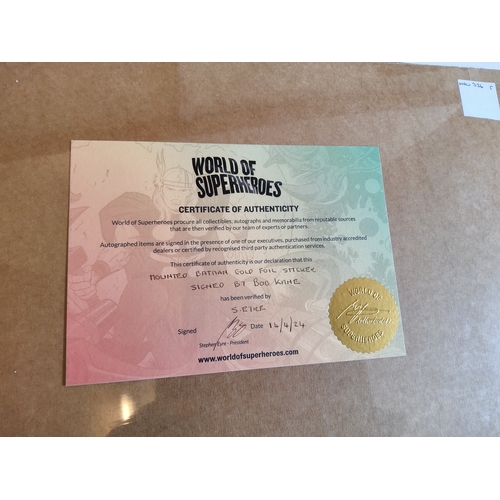 WORLD OF
SUPERHEROES
CERTIFICATE OF AUTHENTICITY
World of Superheroes procure all collectibles, autographs and memorabilia from reputable sources
that are then verified by our team of experts or partners.
Autographed items are signed in the presence of one of our executives, purchased from industry accredited
dealers or certified by recognised third party authentication services.
This certificate of authenticity is our declaration that this
MOUNTED BATMAN GOLD FOIL STICKER
SIGNED BY BOB KANE
has been verified by
S. EYRE
Signed Date 14/4/24
Stephen Eyre - President
www.worldofsuperheroes.com
WORLD OF
SUPERHEROES